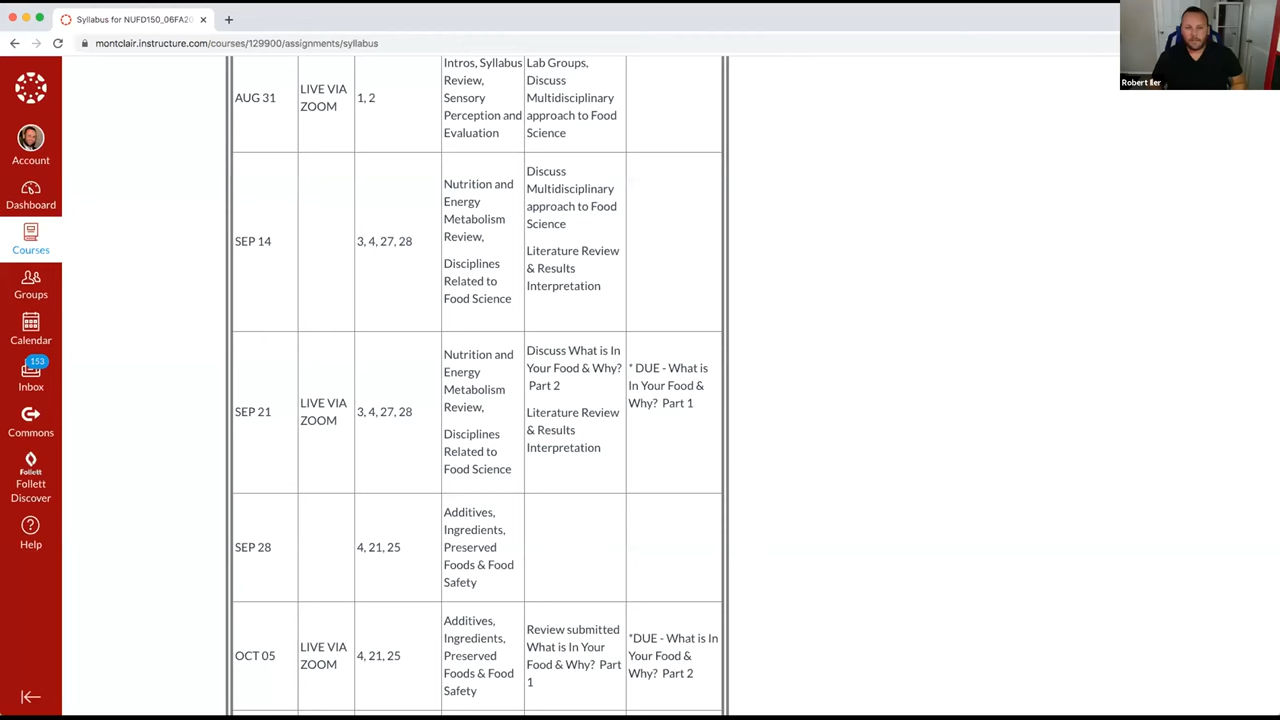 Syllabus for NUFD150_06FA20
montclair.instructure.com/courses/129900/assignments/syllabus
Robert Iler
Account
Dashboard
Courses
Groups
Calendar
153
Inbox
Commons
Follett
Follett
Discover
Help
AUG 31
LIVE VIA
ZOOM
1, 2
Intros, Syllabus
Review,
Sensory
Perception and
Evaluation
Lab Groups,
Discuss
Multidisciplinary
approach to Food
Science
SEP 14
3, 4, 27, 28
Nutrition and
Energy
Metabolism
Review,
Disciplines
Related to
Food Science
Discuss
Multidisciplinary
approach to Food
Science
Literature Review
& Results
Interpretation
SEP 21
LIVE VIA
ZOOM
3, 4, 27, 28
Nutrition and
Energy
Metabolism
Review,
Disciplines
Related to
Food Science
Discuss What is In
Your Food & Why?
Part 2
Literature Review
& Results
Interpretation
* DUE - What is
In Your Food &
Why? Part 1
SEP 28
4, 21, 25
Additives,
Ingredients,
Preserved
Foods & Food
Safety
OCT 05
LIVE VIA
ZOOM
4, 21, 25
Additives,
Ingredients,
Preserved
Foods & Food
Safety
Review submitted
What is In Your
Food & Why? Part
1
*DUE - What is In
Your Food &
Why? Part 2